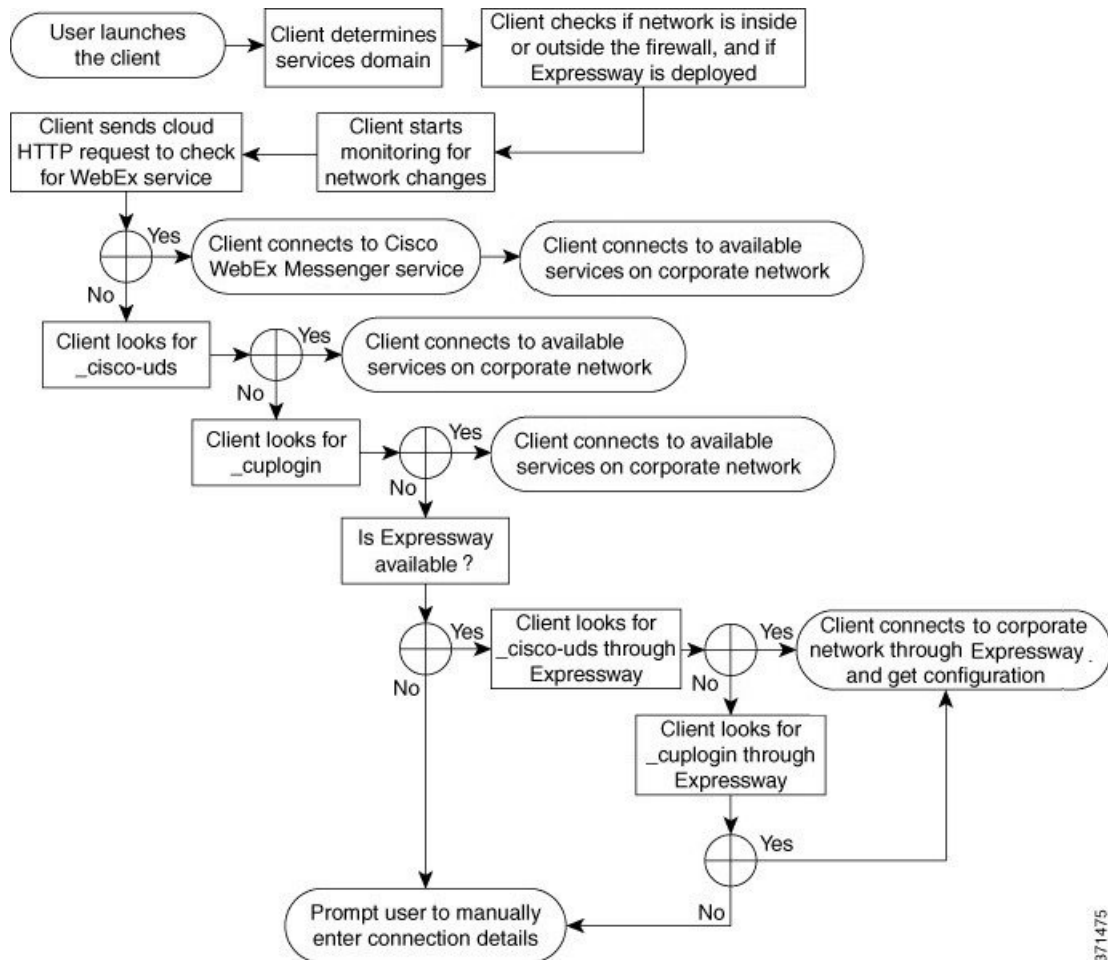 User launches
the client
Client determines
services domain
Client checks if network is inside
or outside the firewall, and if
Expressway is deployed
Client sends cloud
HTTP request to check
for WebEx service
Client starts
monitoring for
network changes
Yes
Client connects to Cisco
WebEx Messenger service
Client connects to available
services on corporate network
No
Client looks for
_cisco-uds
Yes
Client connects to available
services on corporate network
No
Client looks for
_cuplogin
Yes
Client connects to available
services on corporate network
No
Is Expressway
available ?
Yes
Client looks for
_cisco-uds through
Expressway
Yes
Client connects to corporate
network through Expressway .
and get configuration
No
No
Client looks for
_cuplogin through
Expressway
Yes
No
Prompt user to manually
enter connection details
371475